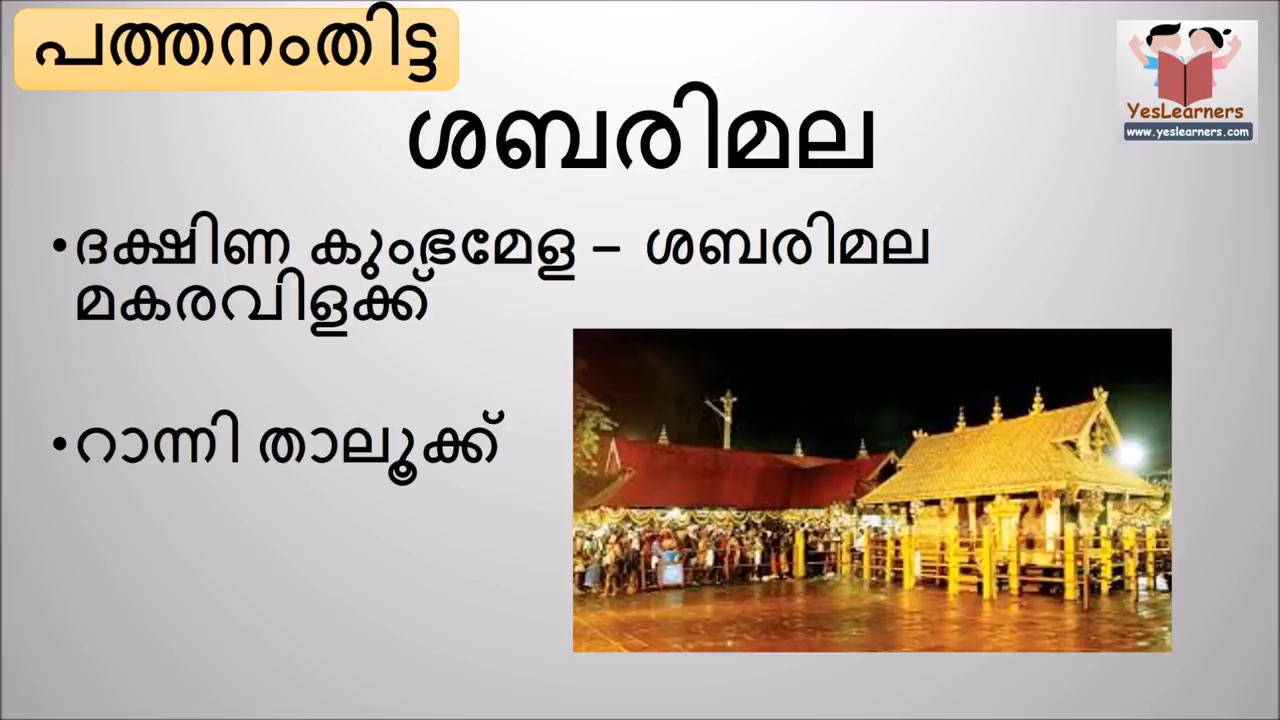 പത്തനംതിട്ട
YesLearners
www.yeslearners.com
ശബരിമല
•ദക്ഷിണ കുംഭമേള – ശബരിമല
മകരവിളക്ക്
•റാന്നി താലൂക്ക്